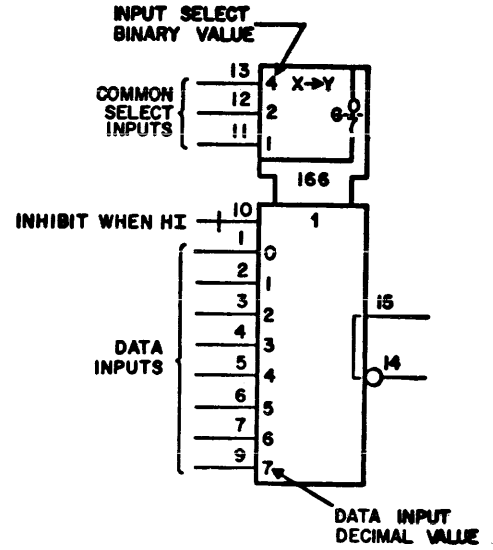 INPUT SELECT
BINARY VALUE
COMMON
SELECT
INPUTS
13
12
11
4
2
1
X→Y
G 0/7
166
INHIBIT WHEN HI
10
1
DATA
INPUTS
1
0
2
1
3
2
4
3
5
4
6
5
7
6
9
7
15
14
DATA INPUT
DECIMAL VALUE